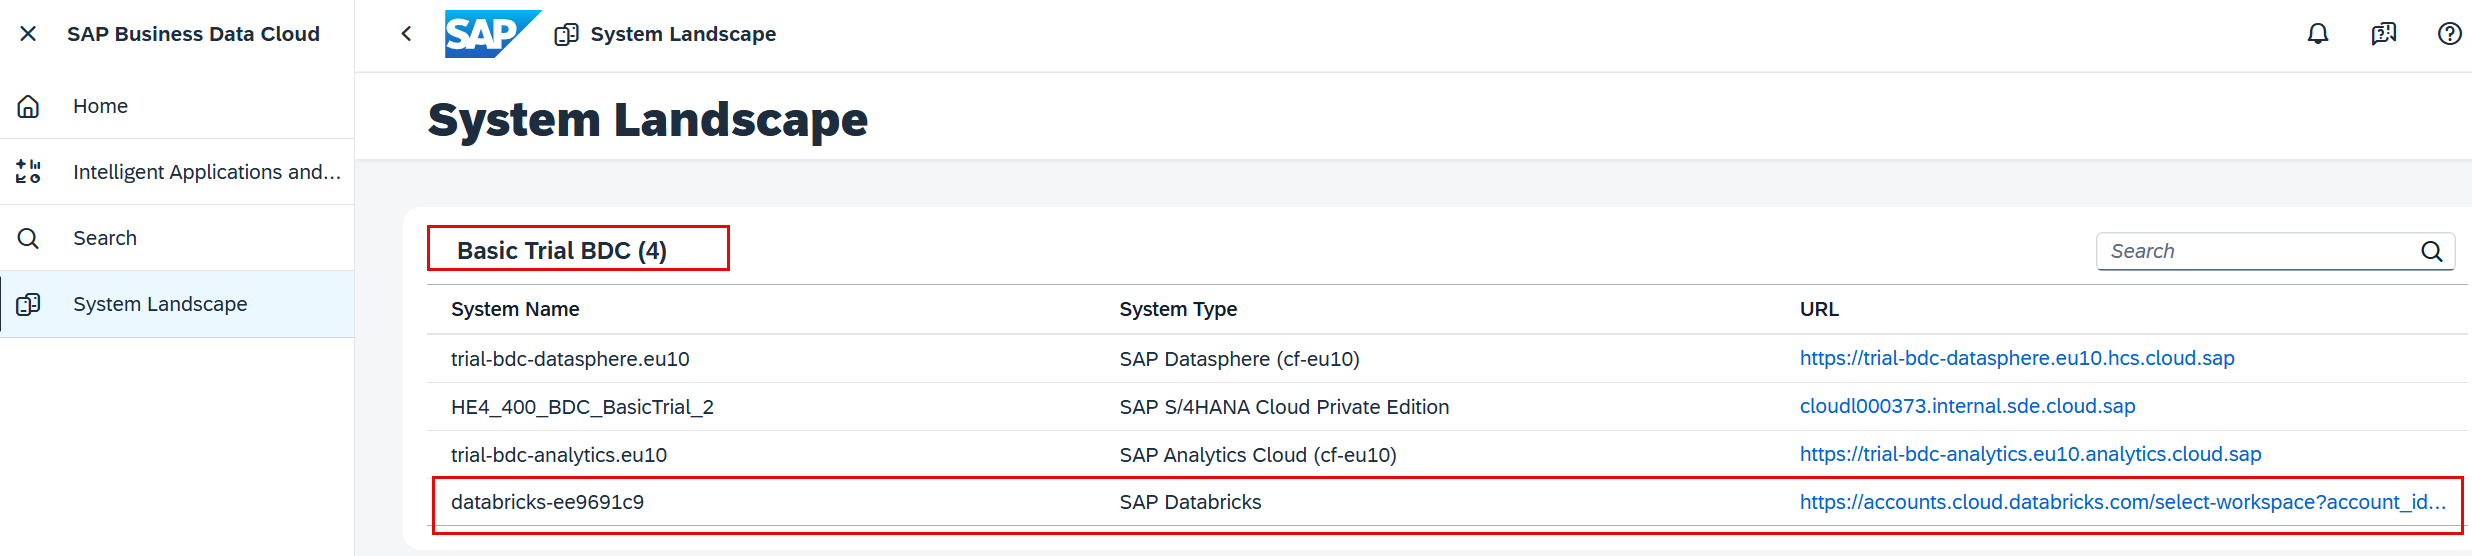 SAP Business Data Cloud
Home
Intelligent Applications and...
Search
System Landscape
SAP System Landscape
System Landscape
Basic Trial BDC (4)
Search
System Name System Type URL
trial-bdc-datasphere.eu10 SAP Datasphere (cf-eu10) https://trial-bdc-datasphere.eu10.hcs.cloud.sap
HE4_400_BDC_BasicTrial_2 SAP S/4HANA Cloud Private Edition cloudl000373.internal.sde.cloud.sap
trial-bdc-analytics.eu10 SAP Analytics Cloud (cf-eu10) https://trial-bdc-analytics.eu10.analytics.cloud.sap
databricks-ee9691c9 SAP Databricks https://accounts.cloud.databricks.com/select-workspace?account_id...